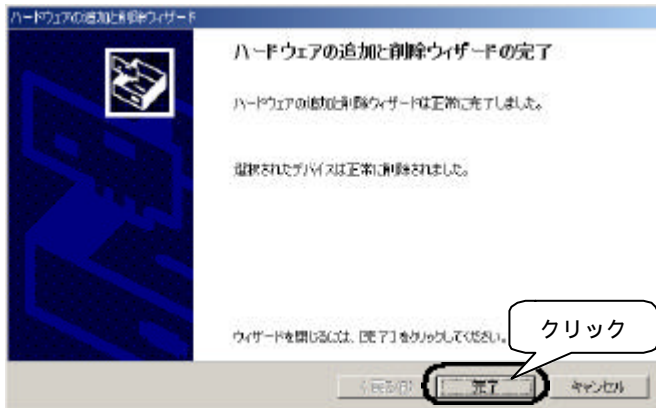 ハードウェアの追加と削除ウィザード
ハードウェアの追加と削除ウィザードの完了
ハードウェアの追加と削除ウィザードは正常に完了しました。
選択されたデバイスは正常に削除されました。
ウィザードを閉じるには、[完了] をクリックしてください。
クリック
< 戻る(B)
完了
キャンセル